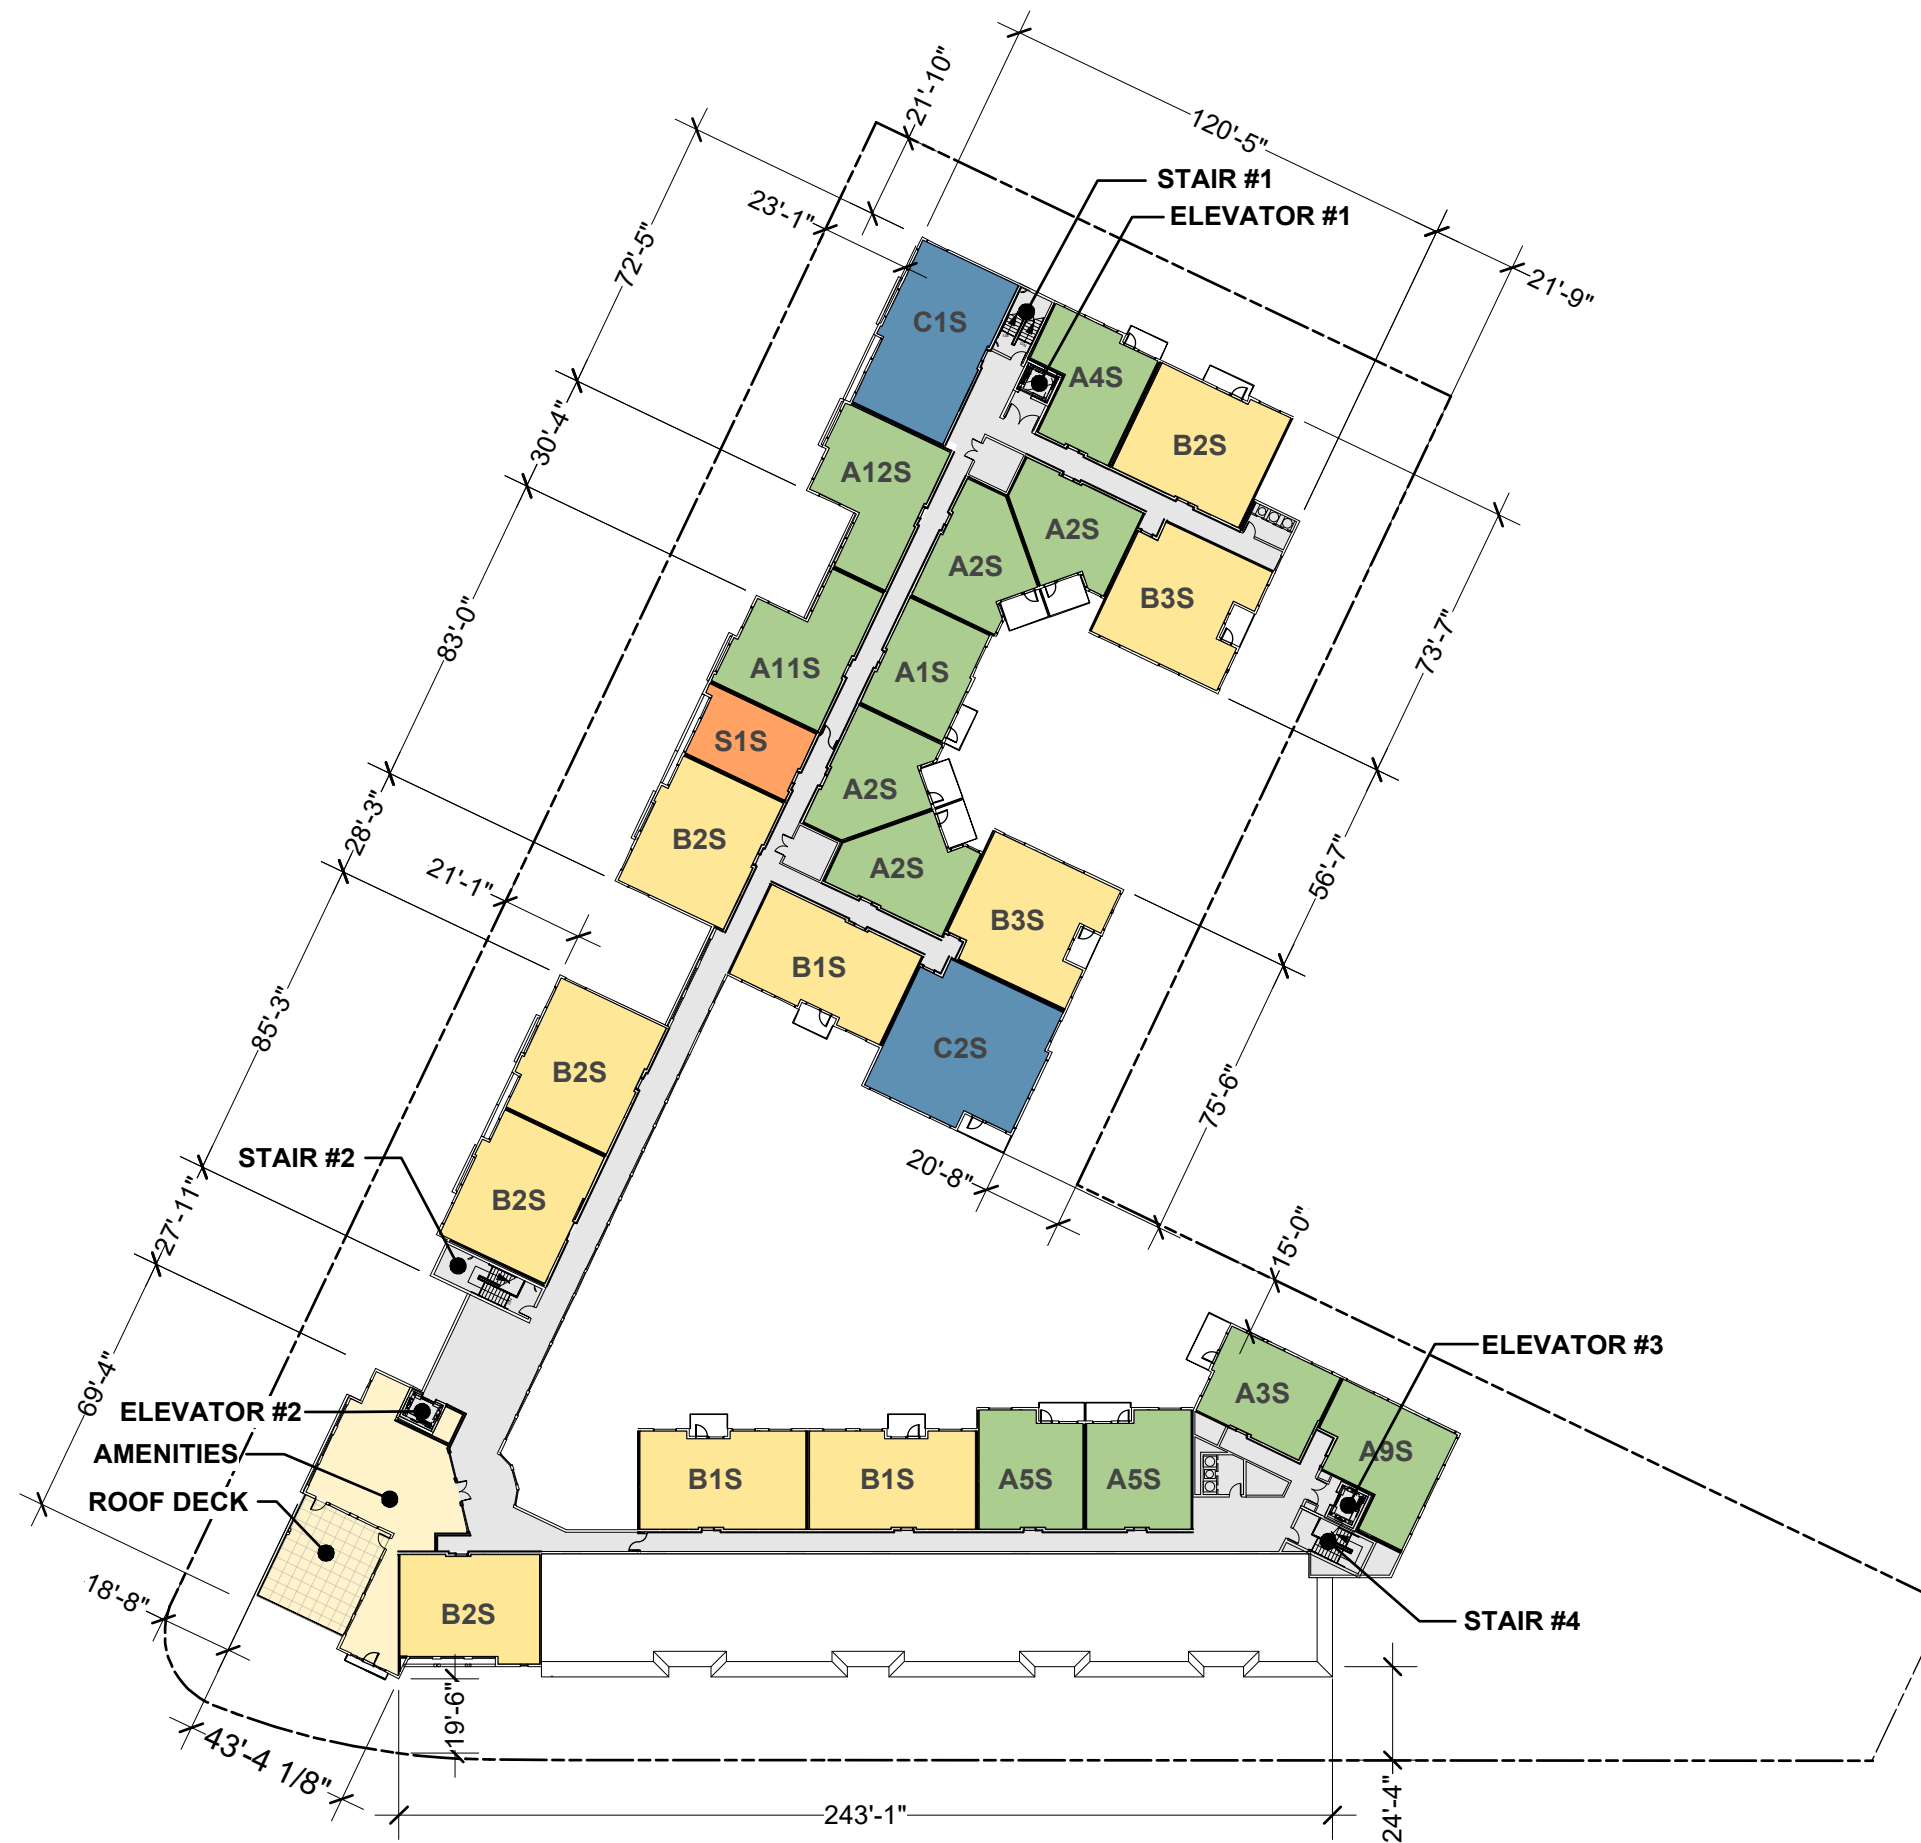 21'-10"
120'-5"
STAIR #1
ELEVATOR #1
23'-1"
72'-5"
21'-9"
C1S
A4S
B2S
30'-4"
A12S
A2S
A2S
B3S
83'-0"
73'-7"
A11S
A1S
S1S
A2S
B2S
28'-3"
21'-1"
A2S
56'-7"
B3S
B1S
85'-3"
C2S
B2S
75'-6"
STAIR #2
20'-8"
B2S
27'-11"
15'-0"
69'-4"
ELEVATOR #3
A3S
ELEVATOR #2
AMENITIES
A9S
B1S
B1S
A5S
A5S
ROOF DECK
18'-8"
B2S
STAIR #4
19'-6"
43'-4 1/8"
243'-1"
24'-4"